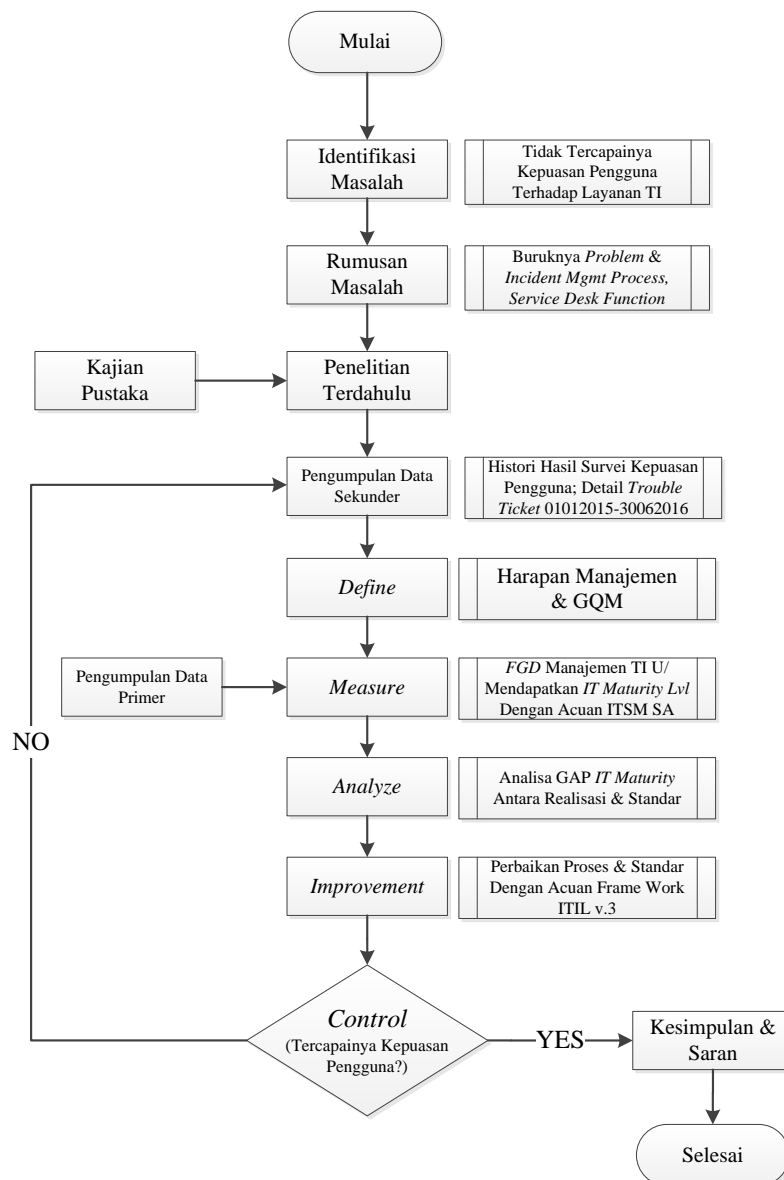 Mulai
Identifikasi
Masalah
Tidak Tercapainya
Kepuasan Pengguna
Terhadap Layanan TI
Rumusan
Masalah
Buruknya Problem &
Incident Mgmt Process,
Service Desk Function
Kajian
Pustaka
Penelitian
Terdahulu
Pengumpulan Data
Sekunder
Histori Hasil Survei Kepuasan
Pengguna; Detail Trouble
Ticket 01012015-30062016
Define
Harapan Manajemen
& GQM
Pengumpulan Data
Primer
Measure
FGD Manajemen TI U/
Mendapatkan IT Maturity Lvl
Dengan Acuan ITSM SA
NO
Analyze
Analisa GAP IT Maturity
Antara Realisasi & Standar
Improvement
Perbaikan Proses & Standar
Dengan Acuan Frame Work
ITIL v.3
Control
(Tercapainya Kepuasan
Pengguna?)
YES
Kesimpulan &
Saran
Selesai